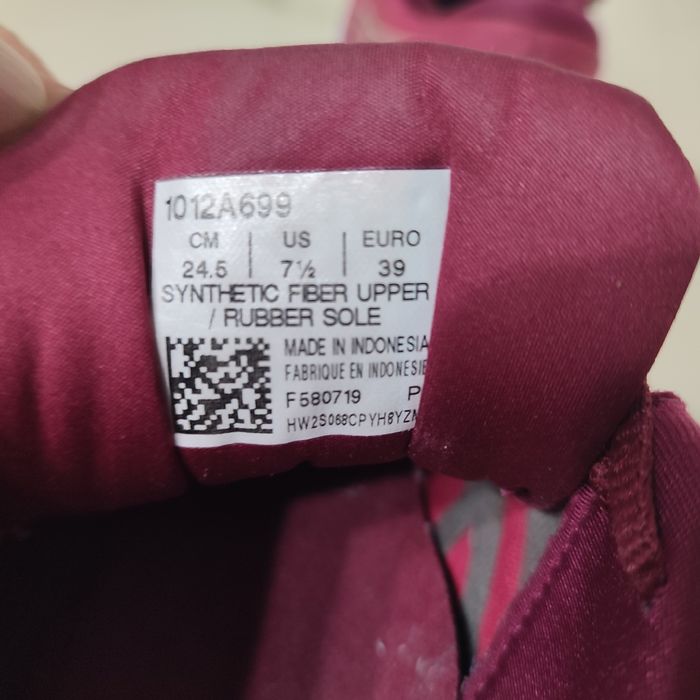 1012A699
CM | US | EURO
24.5 | 7½ | 39
SYNTHETIC FIBER UPPER
/ RUBBER SOLE
MADE IN INDONESIA
FABRIQUE EN INDONESIE
F580719 P